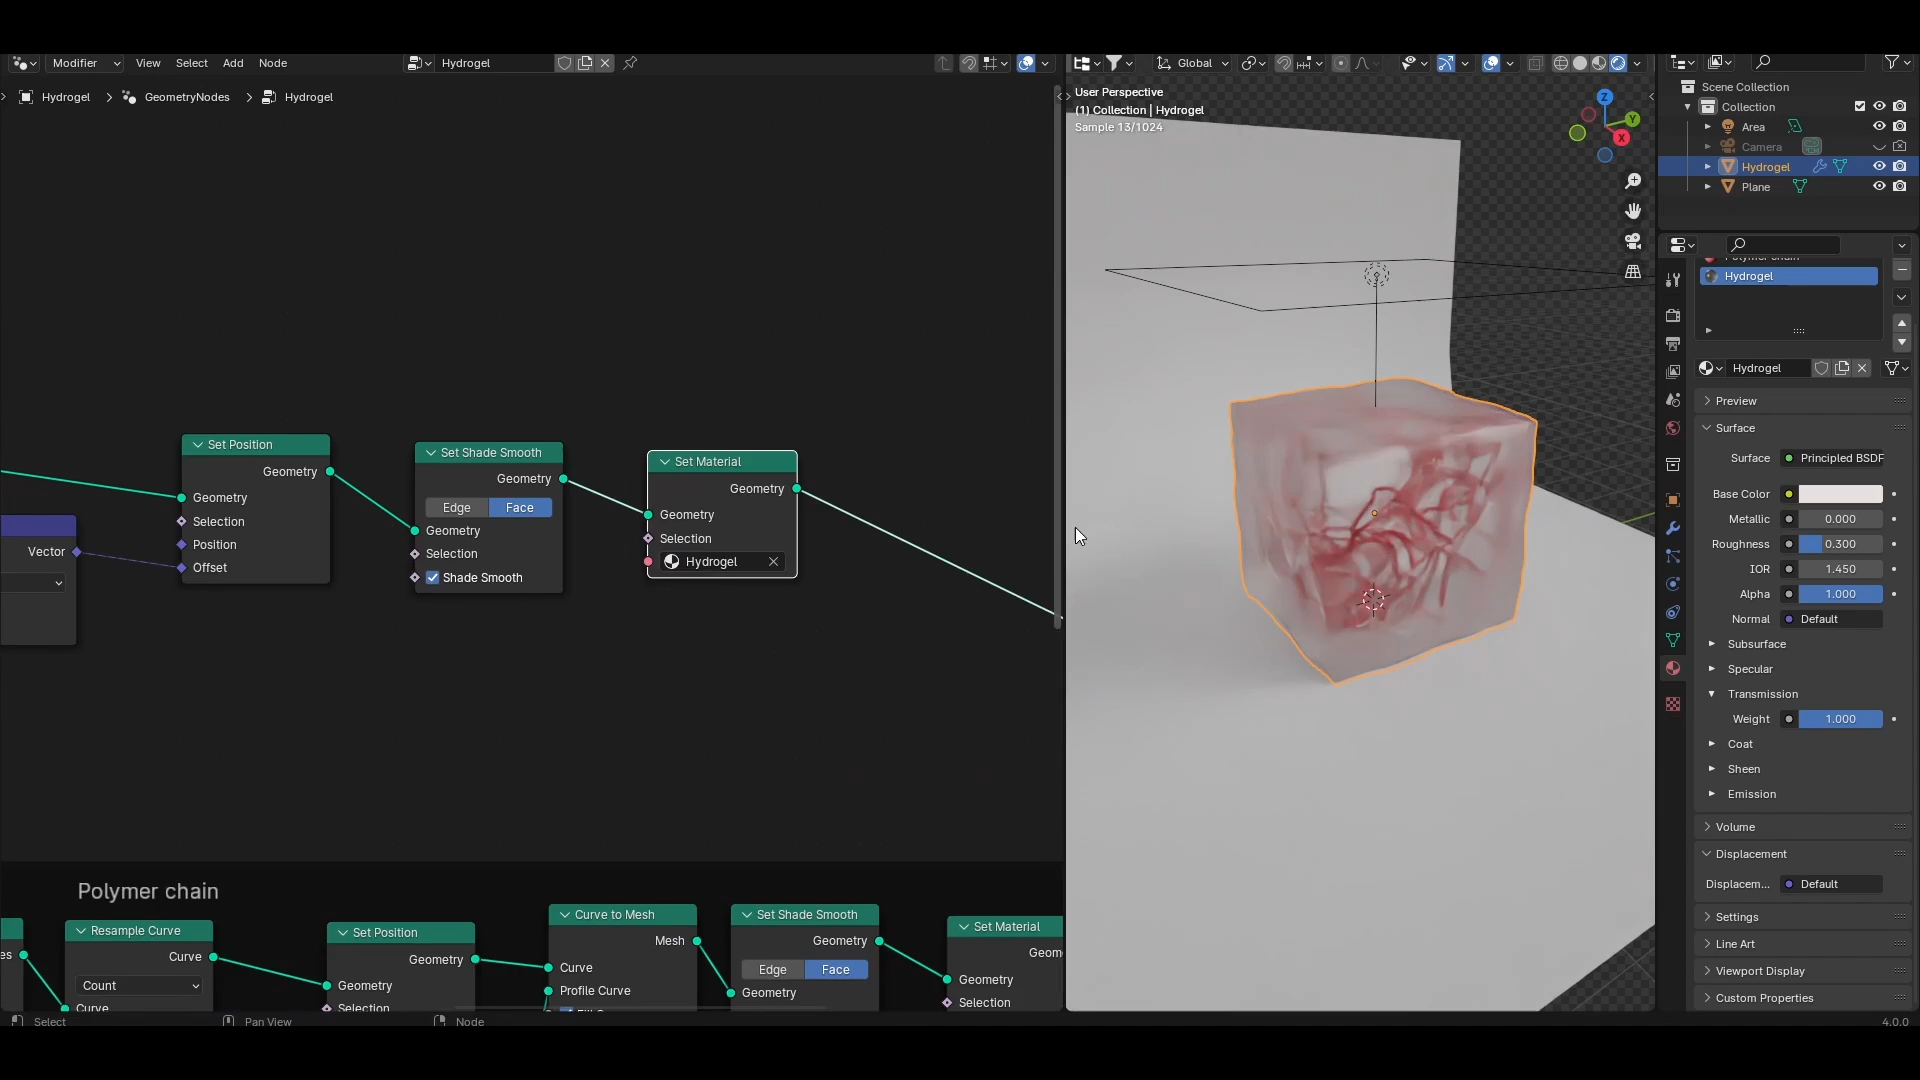 Modifier View Select Add Node Hydrogel
Hydrogel > GeometryNodes > Hydrogel
Set Position
Geometry
Geometry
Selection
Position
Offset
Vector
Set Shade Smooth
Geometry
Edge Face
Geometry
Selection
Shade Smooth
Set Material
Geometry
Geometry
Selection
Hydrogel
Polymer chain
Resample Curve
Curve
Count
Curve
Set Position
Geometry
Geometry
Selection
Curve to Mesh
Mesh
Curve
Profile Curve
Set Shade Smooth
Geometry
Edge Face
Geometry
Set Material
Geom
Geometry
Selection
Select Pan View Node
Global
User Perspective
(1) Collection | Hydrogel
Sample 13/1024
Z
Y
X
Scene Collection
Collection
Area
Camera
Hydrogel
Plane
Polymer chain
Hydrogel
Hydrogel
Preview
Surface
Surface Principled BSDF
Base Color
Metallic 0.000
Roughness 0.300
IOR 1.450
Alpha 1.000
Normal Default
Subsurface
Specular
Transmission
Weight 1.000
Coat
Sheen
Emission
Volume
Displacement
Displacem... Default
Settings
Line Art
Viewport Display
Custom Properties
4.0.0